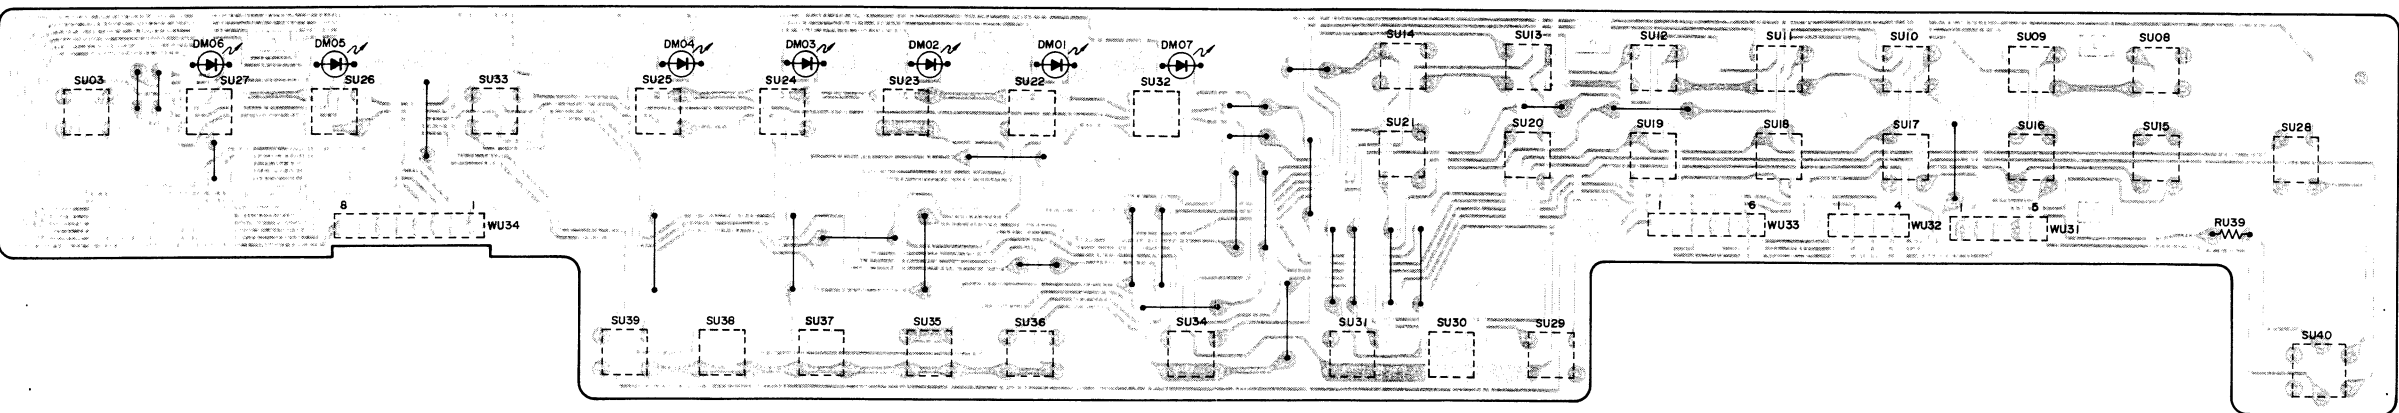 DM06 DM05 DM04 DM03 DM02 DM01 DM07 SU14 SU13 SU12 SU11 SU10 SU09 SU08
SU03 SU27 SU26 SU33 SU25 SU24 SU23 SU22 SU32
SU21 SU20 SU19 SU18 SU17 SU16 SU15 SU28
8 1 WU34 1 6 WU33 1 4 WU32 1 5 WU31 RU39
SU39 SU38 SU37 SU35 SU36 SU34 SU31 SU30 SU29 SU40